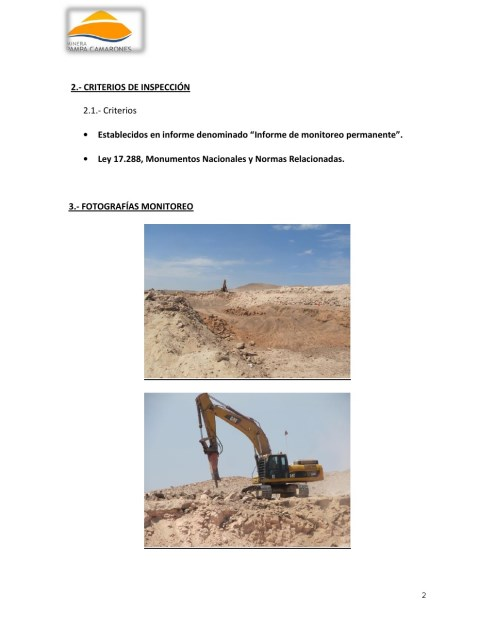 MINERA
PAMPA CAMARONES
2.- CRITERIOS DE INSPECCIÓN
2.1.- Criterios
• Establecidos en informe denominado “Informe de monitoreo permanente”.
• Ley 17.288, Monumentos Nacionales y Normas Relacionadas.
3.- FOTOGRAFÍAS MONITOREO
2